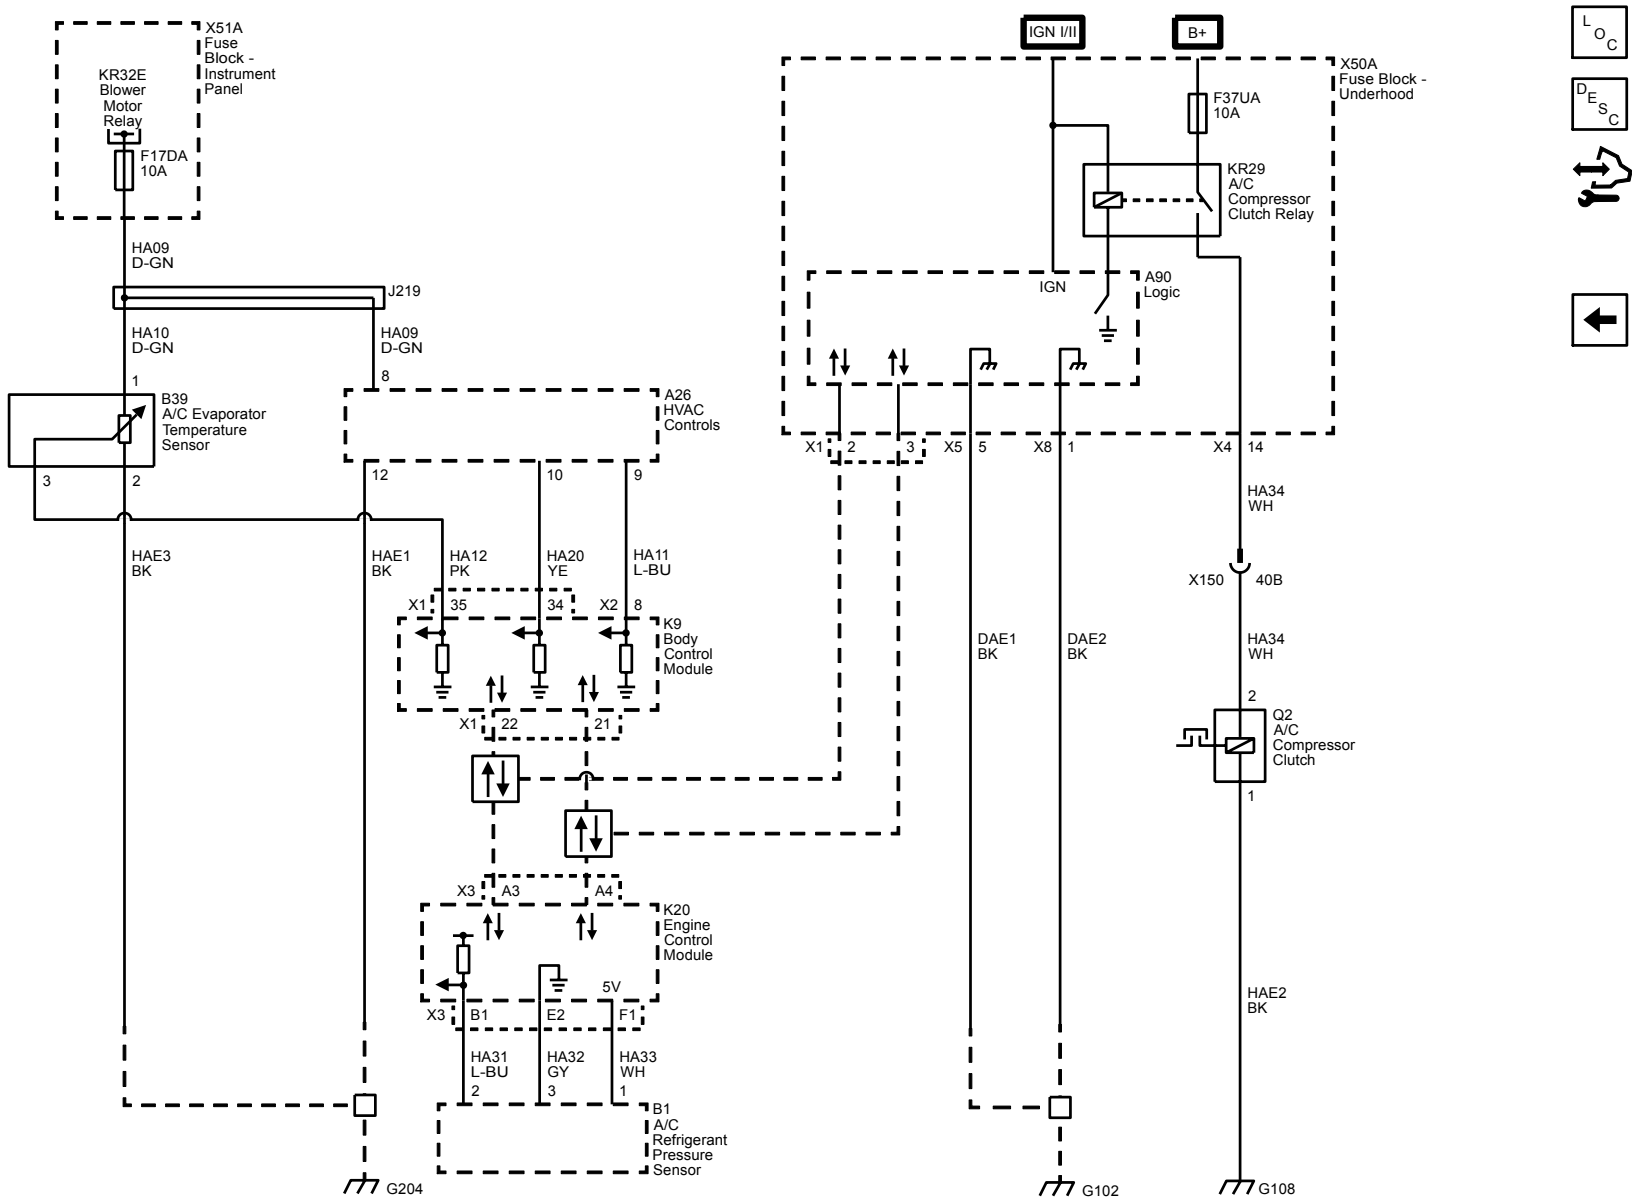 X51A
Fuse
Block -
Instrument
Panel
KR32E
Blower
Motor
Relay
F17DA
10A
HA09
D-GN
J219
HA10
D-GN
HA09
D-GN
1
8
B39
A/C Evaporator
Temperature
Sensor
A26
HVAC
Controls
3
2
12
10
9
HAE3
BK
HAE1
BK
HA12
PK
HA20
YE
HA11
L-BU
X1
35
34
X2
8
K9
Body
Control
Module
X1
22
21
X3
A3
A4
K20
Engine
Control
Module
5V
X3
B1
E2
F1
HA31
L-BU
HA32
GY
HA33
WH
2
3
1
B1
A/C
Refrigerant
Pressure
Sensor
G204
IGN I/II
B+
X50A
Fuse Block -
Underhood
F37UA
10A
KR29
A/C
Compressor
Clutch Relay
IGN
A90
Logic
X1
2
3
X5
5
X8
1
X4
14
HA34
WH
X150
40B
DAE1
BK
DAE2
BK
HA34
WH
2
Q2
A/C
Compressor
Clutch
1
HAE2
BK
G102
G108
LOC
DESC